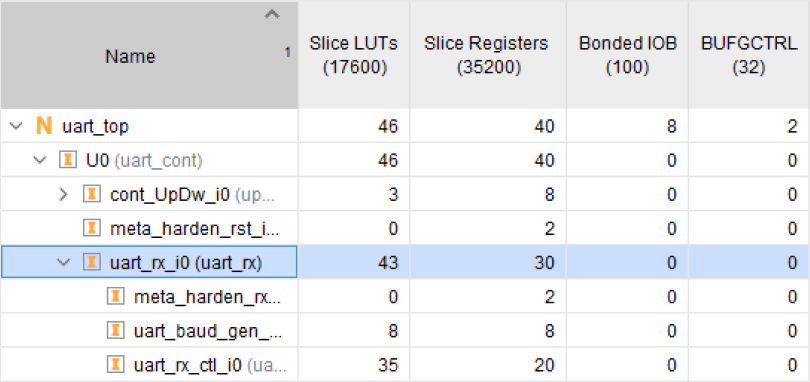 Name 1 Slice LUTs (17600) Slice Registers (35200) Bonded IOB (100) BUFGCTRL (32)
N uart_top 46 40 8 2
I U0 (uart_cont) 46 40 0 0
I cont_UpDw_i0 (up... 3 8 0 0
I meta_harden_rst_i... 0 2 0 0
I uart_rx_i0 (uart_rx) 43 30 0 0
I meta_harden_rx... 0 2 0 0
I uart_baud_gen_... 8 8 0 0
I uart_rx_ctl_i0 (ua... 35 20 0 0